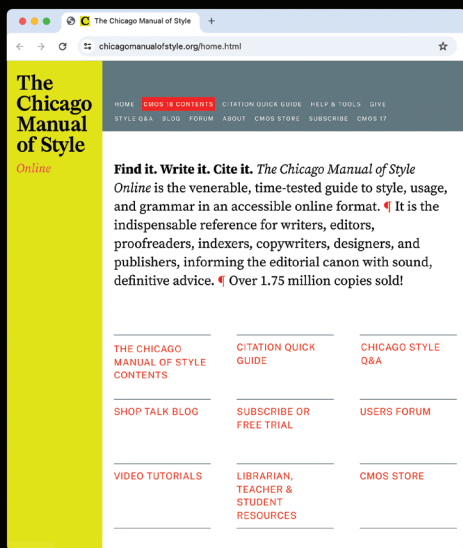 The Chicago Manual of Style
chicagomanualofstyle.org/home.html
The
Chicago
Manual
of Style
Online
HOME CMOS 18 CONTENTS CITATION QUICK GUIDE HELP & TOOLS GIVE
STYLE Q&A BLOG FORUM ABOUT CMOS STORE SUBSCRIBE CMOS 17
Find it. Write it. Cite it. The Chicago Manual of Style
Online is the venerable, time-tested guide to style, usage,
and grammar in an accessible online format. ¶ It is the
indispensable reference for writers, editors,
proofreaders, indexers, copywriters, designers, and
publishers, informing the editorial canon with sound,
definitive advice. ¶ Over 1.75 million copies sold!
THE CHICAGO
MANUAL OF STYLE
CONTENTS
CITATION QUICK
GUIDE
CHICAGO STYLE
Q&A
SHOP TALK BLOG
SUBSCRIBE OR
FREE TRIAL
USERS FORUM
VIDEO TUTORIALS
LIBRARIAN,
TEACHER &
STUDENT
RESOURCES
CMOS STORE